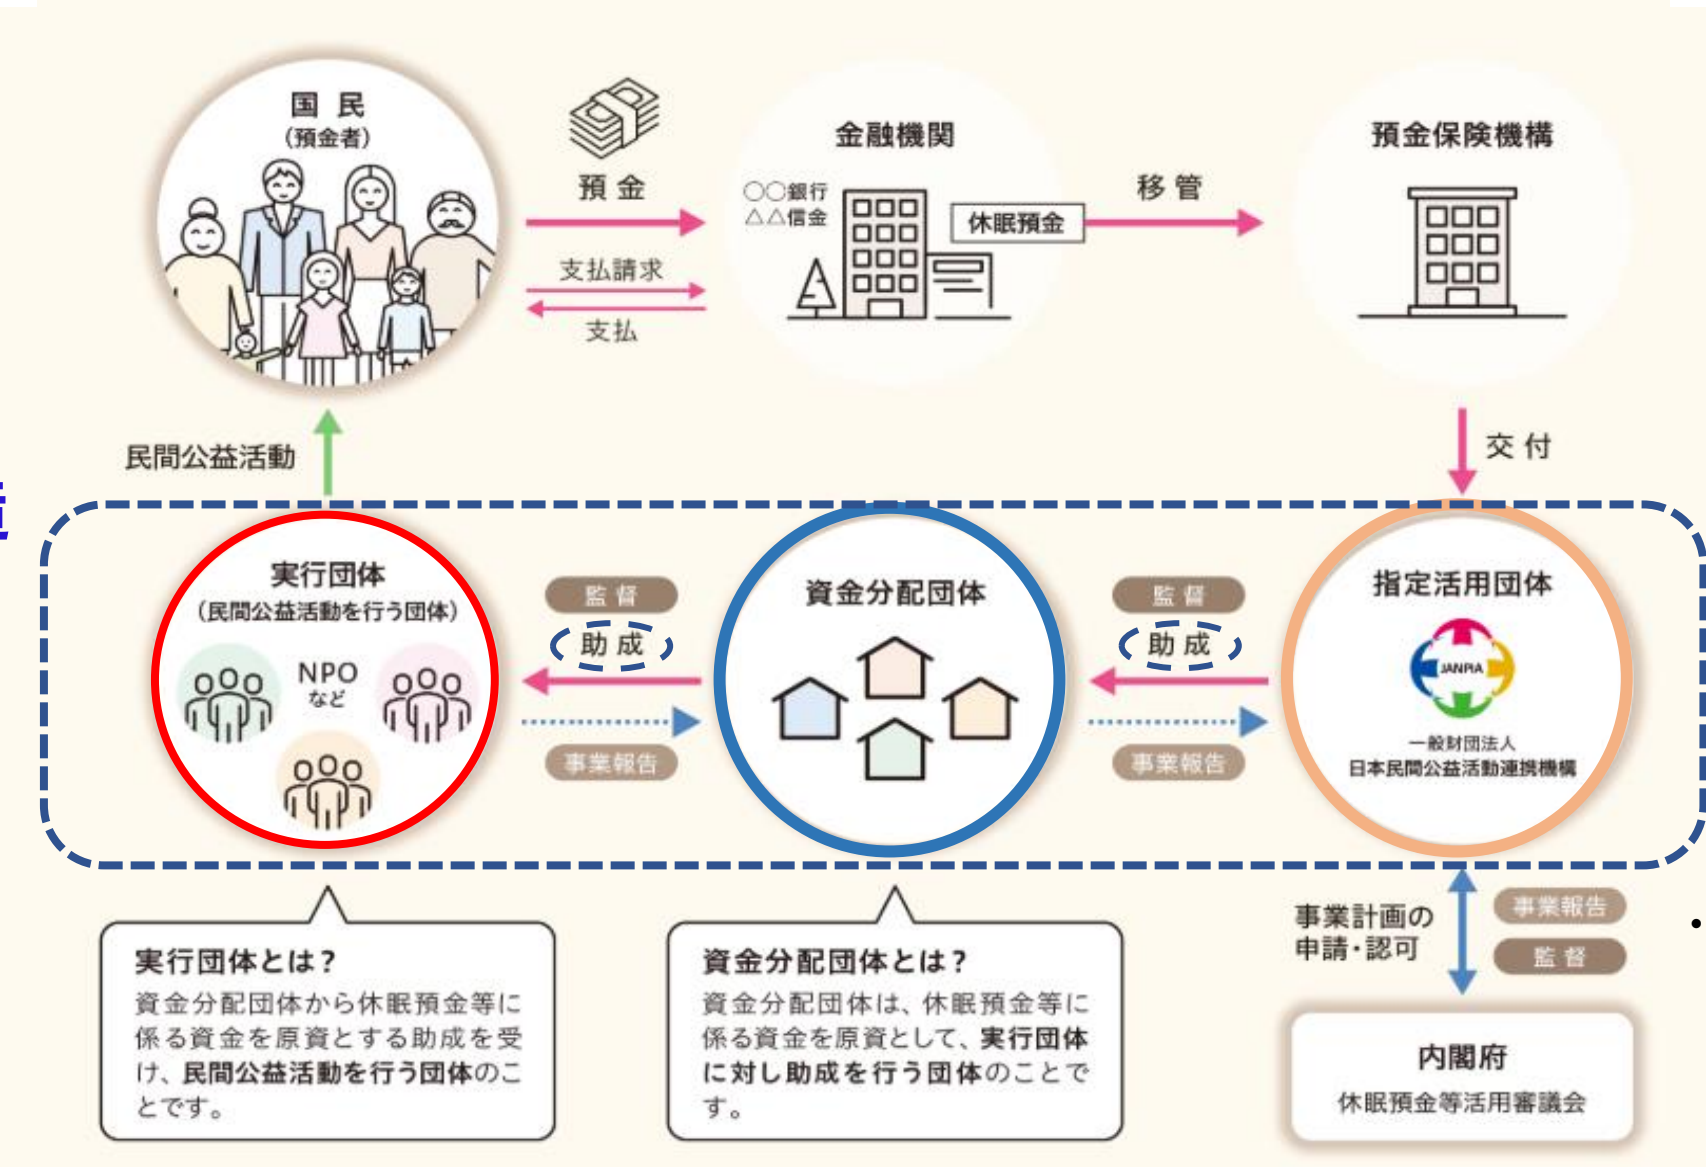 国 民
(預金者)
預 金
支払請求
支払
金融機関
〇〇銀行
△△信金
休眠預金
移 管
預金保険機構
民間公益活動
交 付
実行団体
(民間公益活動を行う団体)
NPO
など
監 督
助 成
事業報告
資金分配団体
監 督
助 成
事業報告
指定活用団体
JANPIA
一般財団法人
日本民間公益活動連携機構
実行団体とは?
資金分配団体から休眠預金等に
係る資金を原資とする助成を受
け、民間公益活動を行う団体のこ
とです。
資金分配団体とは?
資金分配団体は、休眠預金等に
係る資金を原資として、実行団体
に対し助成を行う団体のことで
す。
事業計画の
申請・認可
事業報告
監 督
内閣府
休眠預金等活用審議会